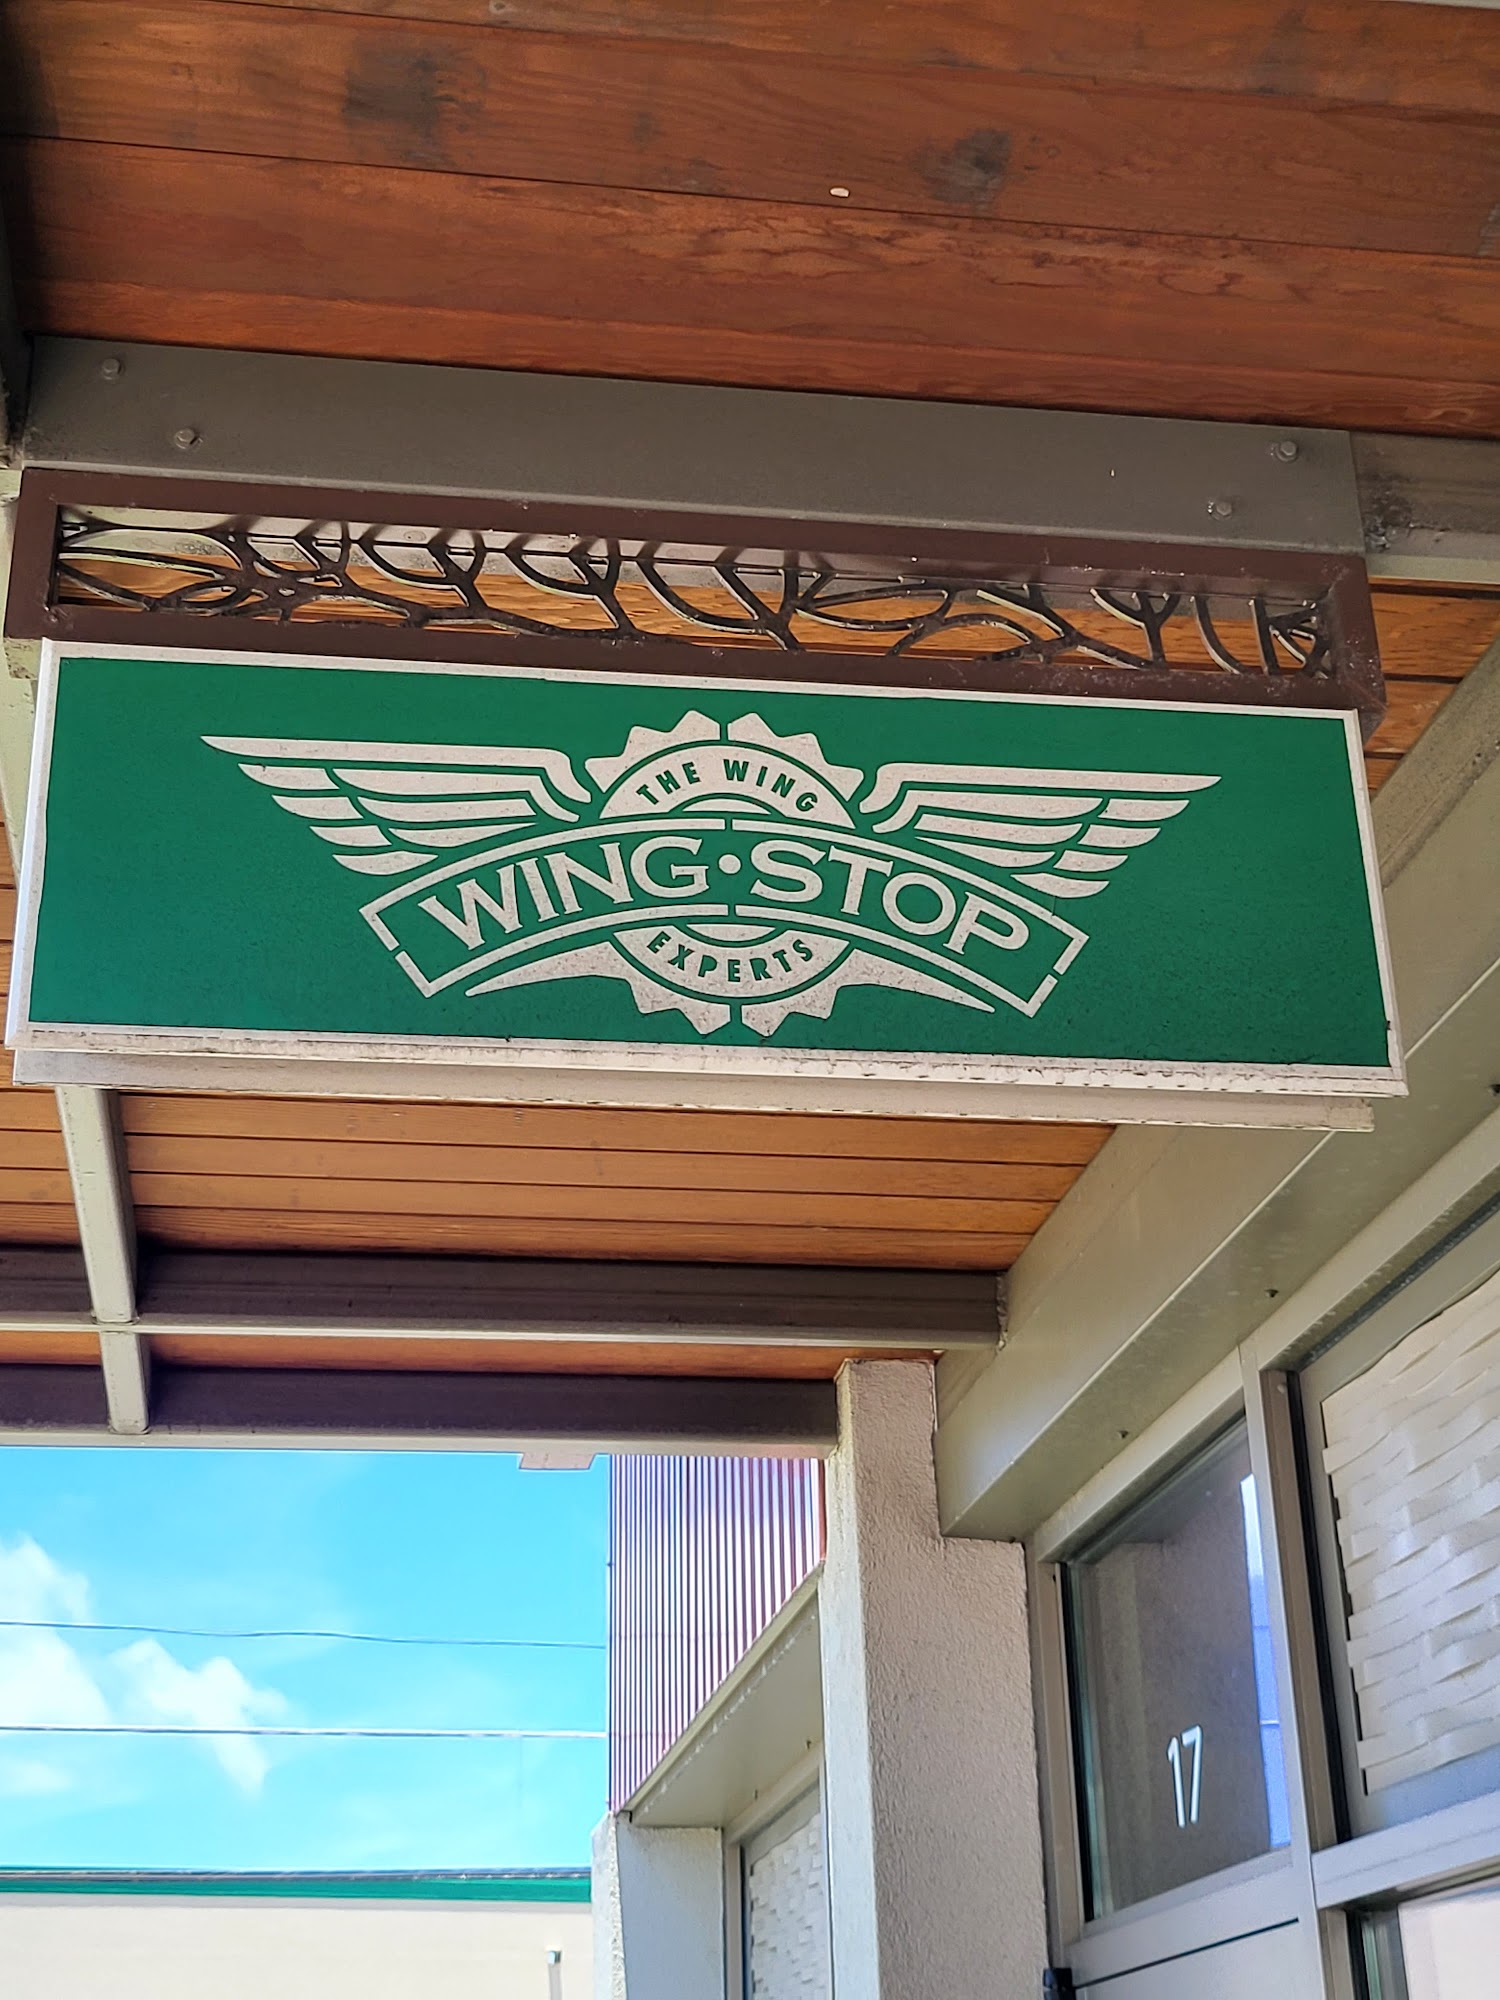 THE WING
WING·STOP
EXPERTS
17